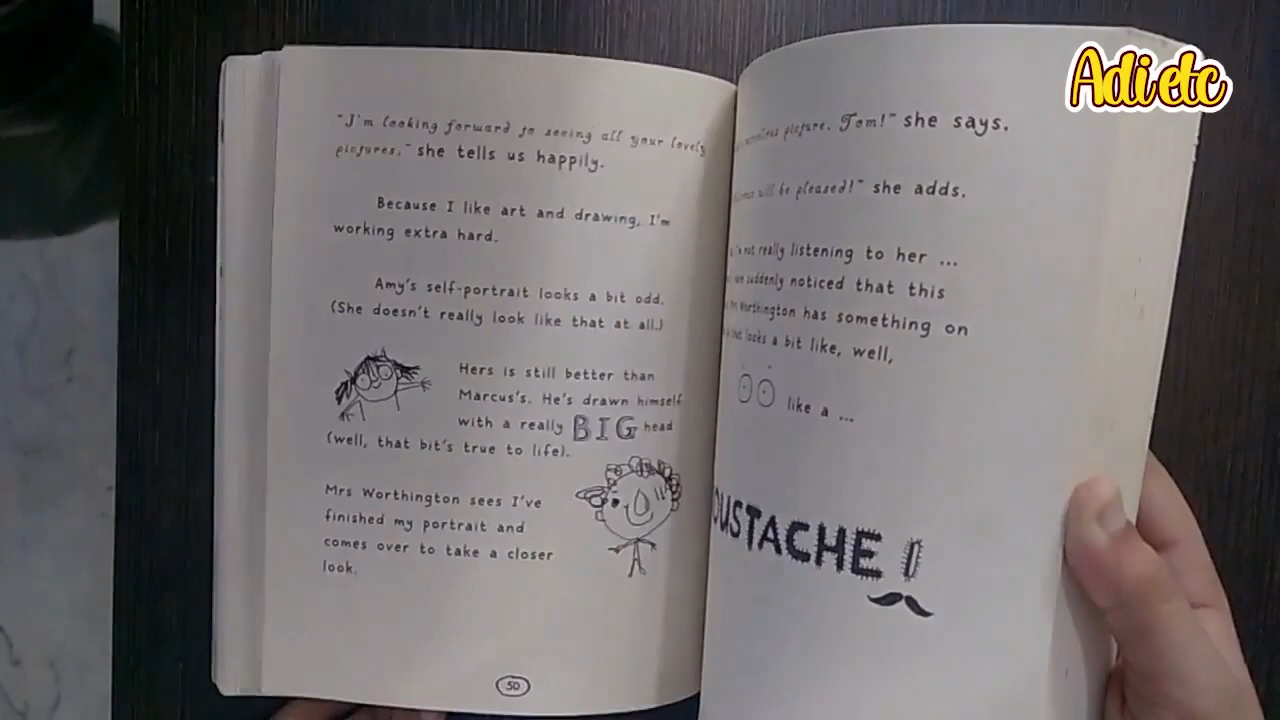 "I'm looking forward to seeing all your lovely
pictures," she tells us happily.
Because I like art and drawing, I'm
working extra hard.
Amy's self-portrait looks a bit odd.
(She doesn't really look like that at all.)
Hers is still better than
Marcus's. He's drawn himself
with a really BIG head
(well, that bit's true to life).
Mrs Worthington sees I've
finished my portrait and
comes over to take a closer
look.
50
picture, Tom!" she says.
will be pleased!" she adds.
not really listening to her ...
suddenly noticed that this
Worthington has something on
that looks a bit like, well,
like a ...
OUSTACHE!
Adi etc